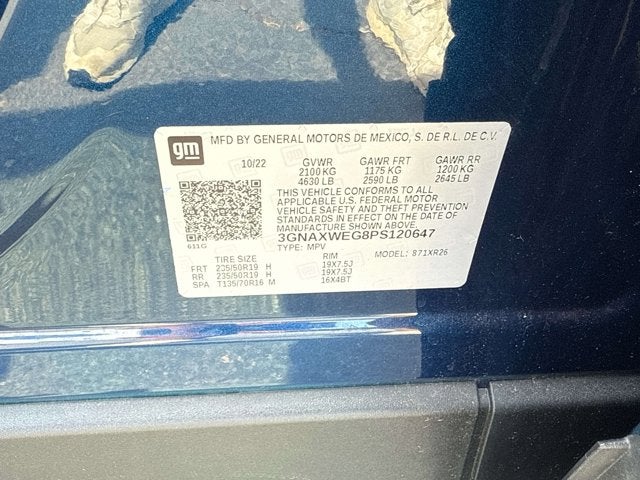 gm MFD BY GENERAL MOTORS DE MEXICO, S. DE R.L. DE C.V.
10/22 GVWR GAWR FRT GAWR RR
2100 KG 1175 KG 1200 KG
4630 LB 2590 LB 2645 LB
THIS VEHICLE CONFORMS TO ALL
APPLICABLE U.S. FEDERAL MOTOR
VEHICLE SAFETY AND THEFT PREVENTION
STANDARDS IN EFFECT ON THE DATE OF
MANUFACTURE SHOWN ABOVE.
611G 3GNAXWEG8PS120647
TYPE: MPV MODEL: 871XR26
TIRE SIZE RIM
FRT 235/50R19 H 19X7.5J
RR 235/50R19 H 19X7.5J
SPA T135/70R16 M 16X4BT